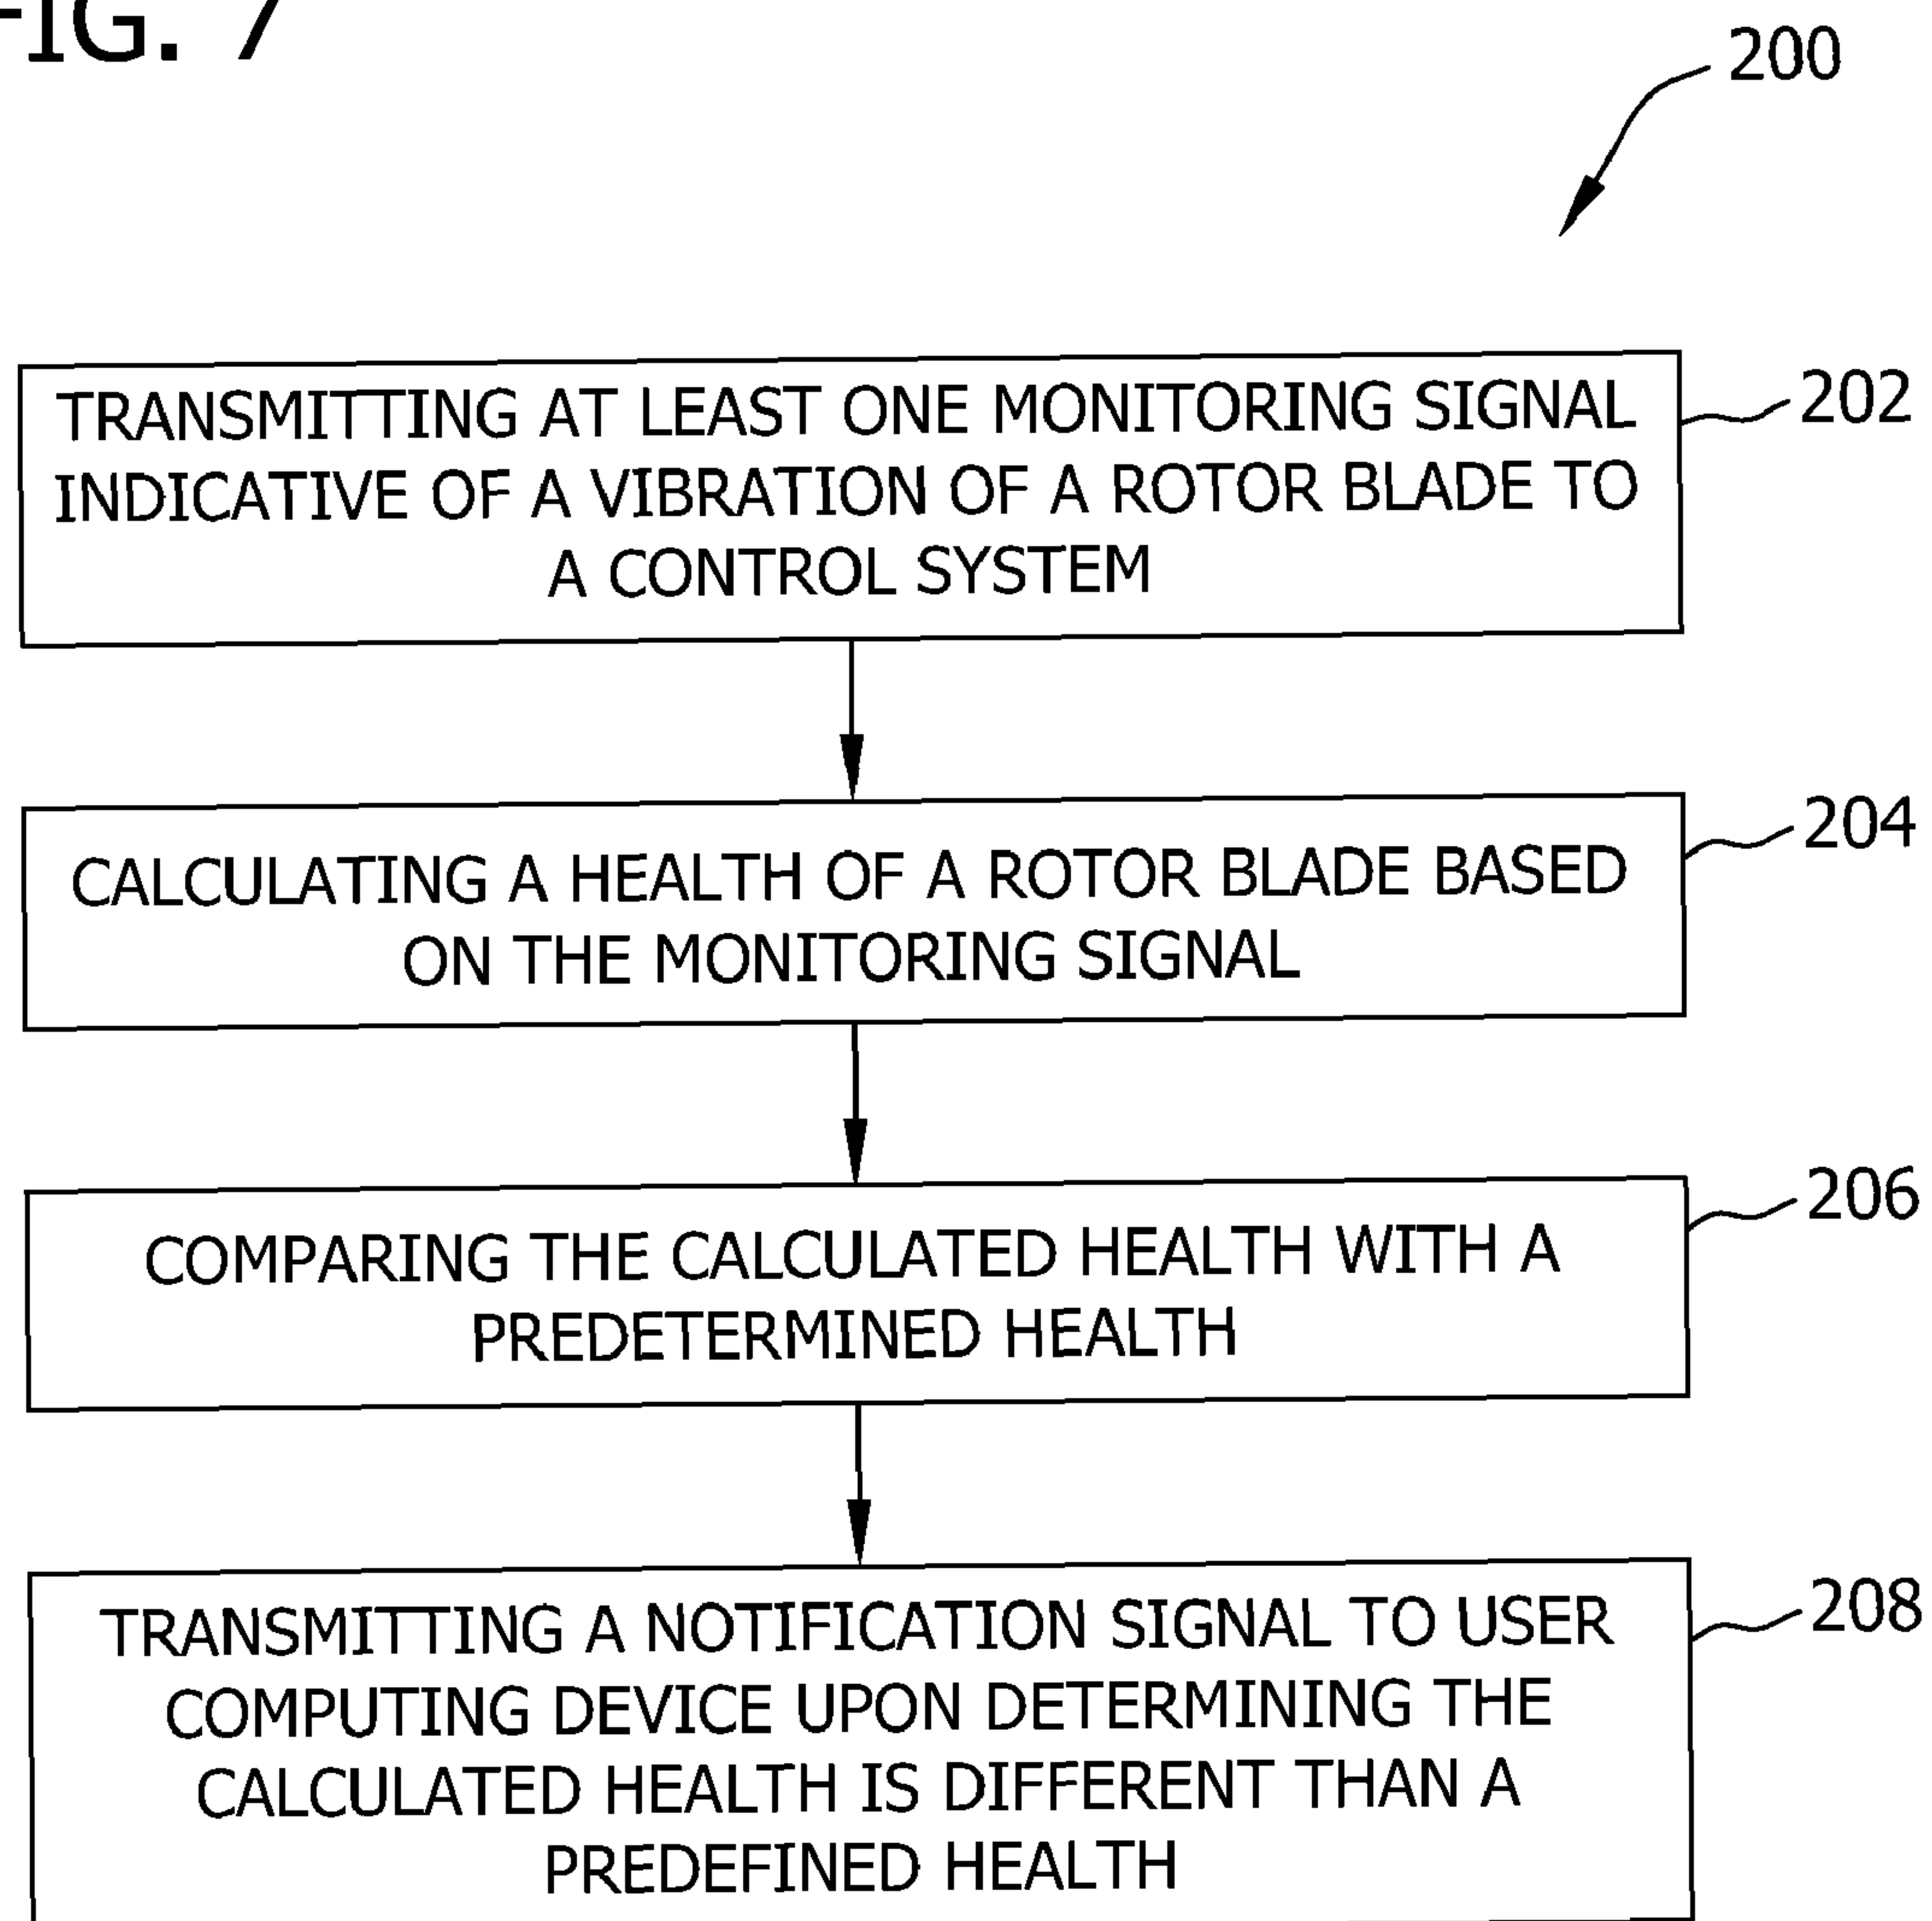 FIG. 7
200
TRANSMITTING AT LEAST ONE MONITORING SIGNAL
INDICATIVE OF A VIBRATION OF A ROTOR BLADE TO
A CONTROL SYSTEM
202
CALCULATING A HEALTH OF A ROTOR BLADE BASED
ON THE MONITORING SIGNAL
204
COMPARING THE CALCULATED HEALTH WITH A
PREDETERMINED HEALTH
206
TRANSMITTING A NOTIFICATION SIGNAL TO USER
COMPUTING DEVICE UPON DETERMINING THE
CALCULATED HEALTH IS DIFFERENT THAN A
PREDEFINED HEALTH
208